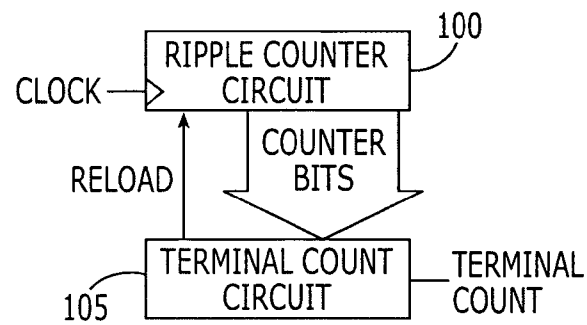 100
RIPPLE COUNTER
CIRCUIT
CLOCK
COUNTER
BITS
RELOAD
TERMINAL COUNT
CIRCUIT
TERMINAL
COUNT
105